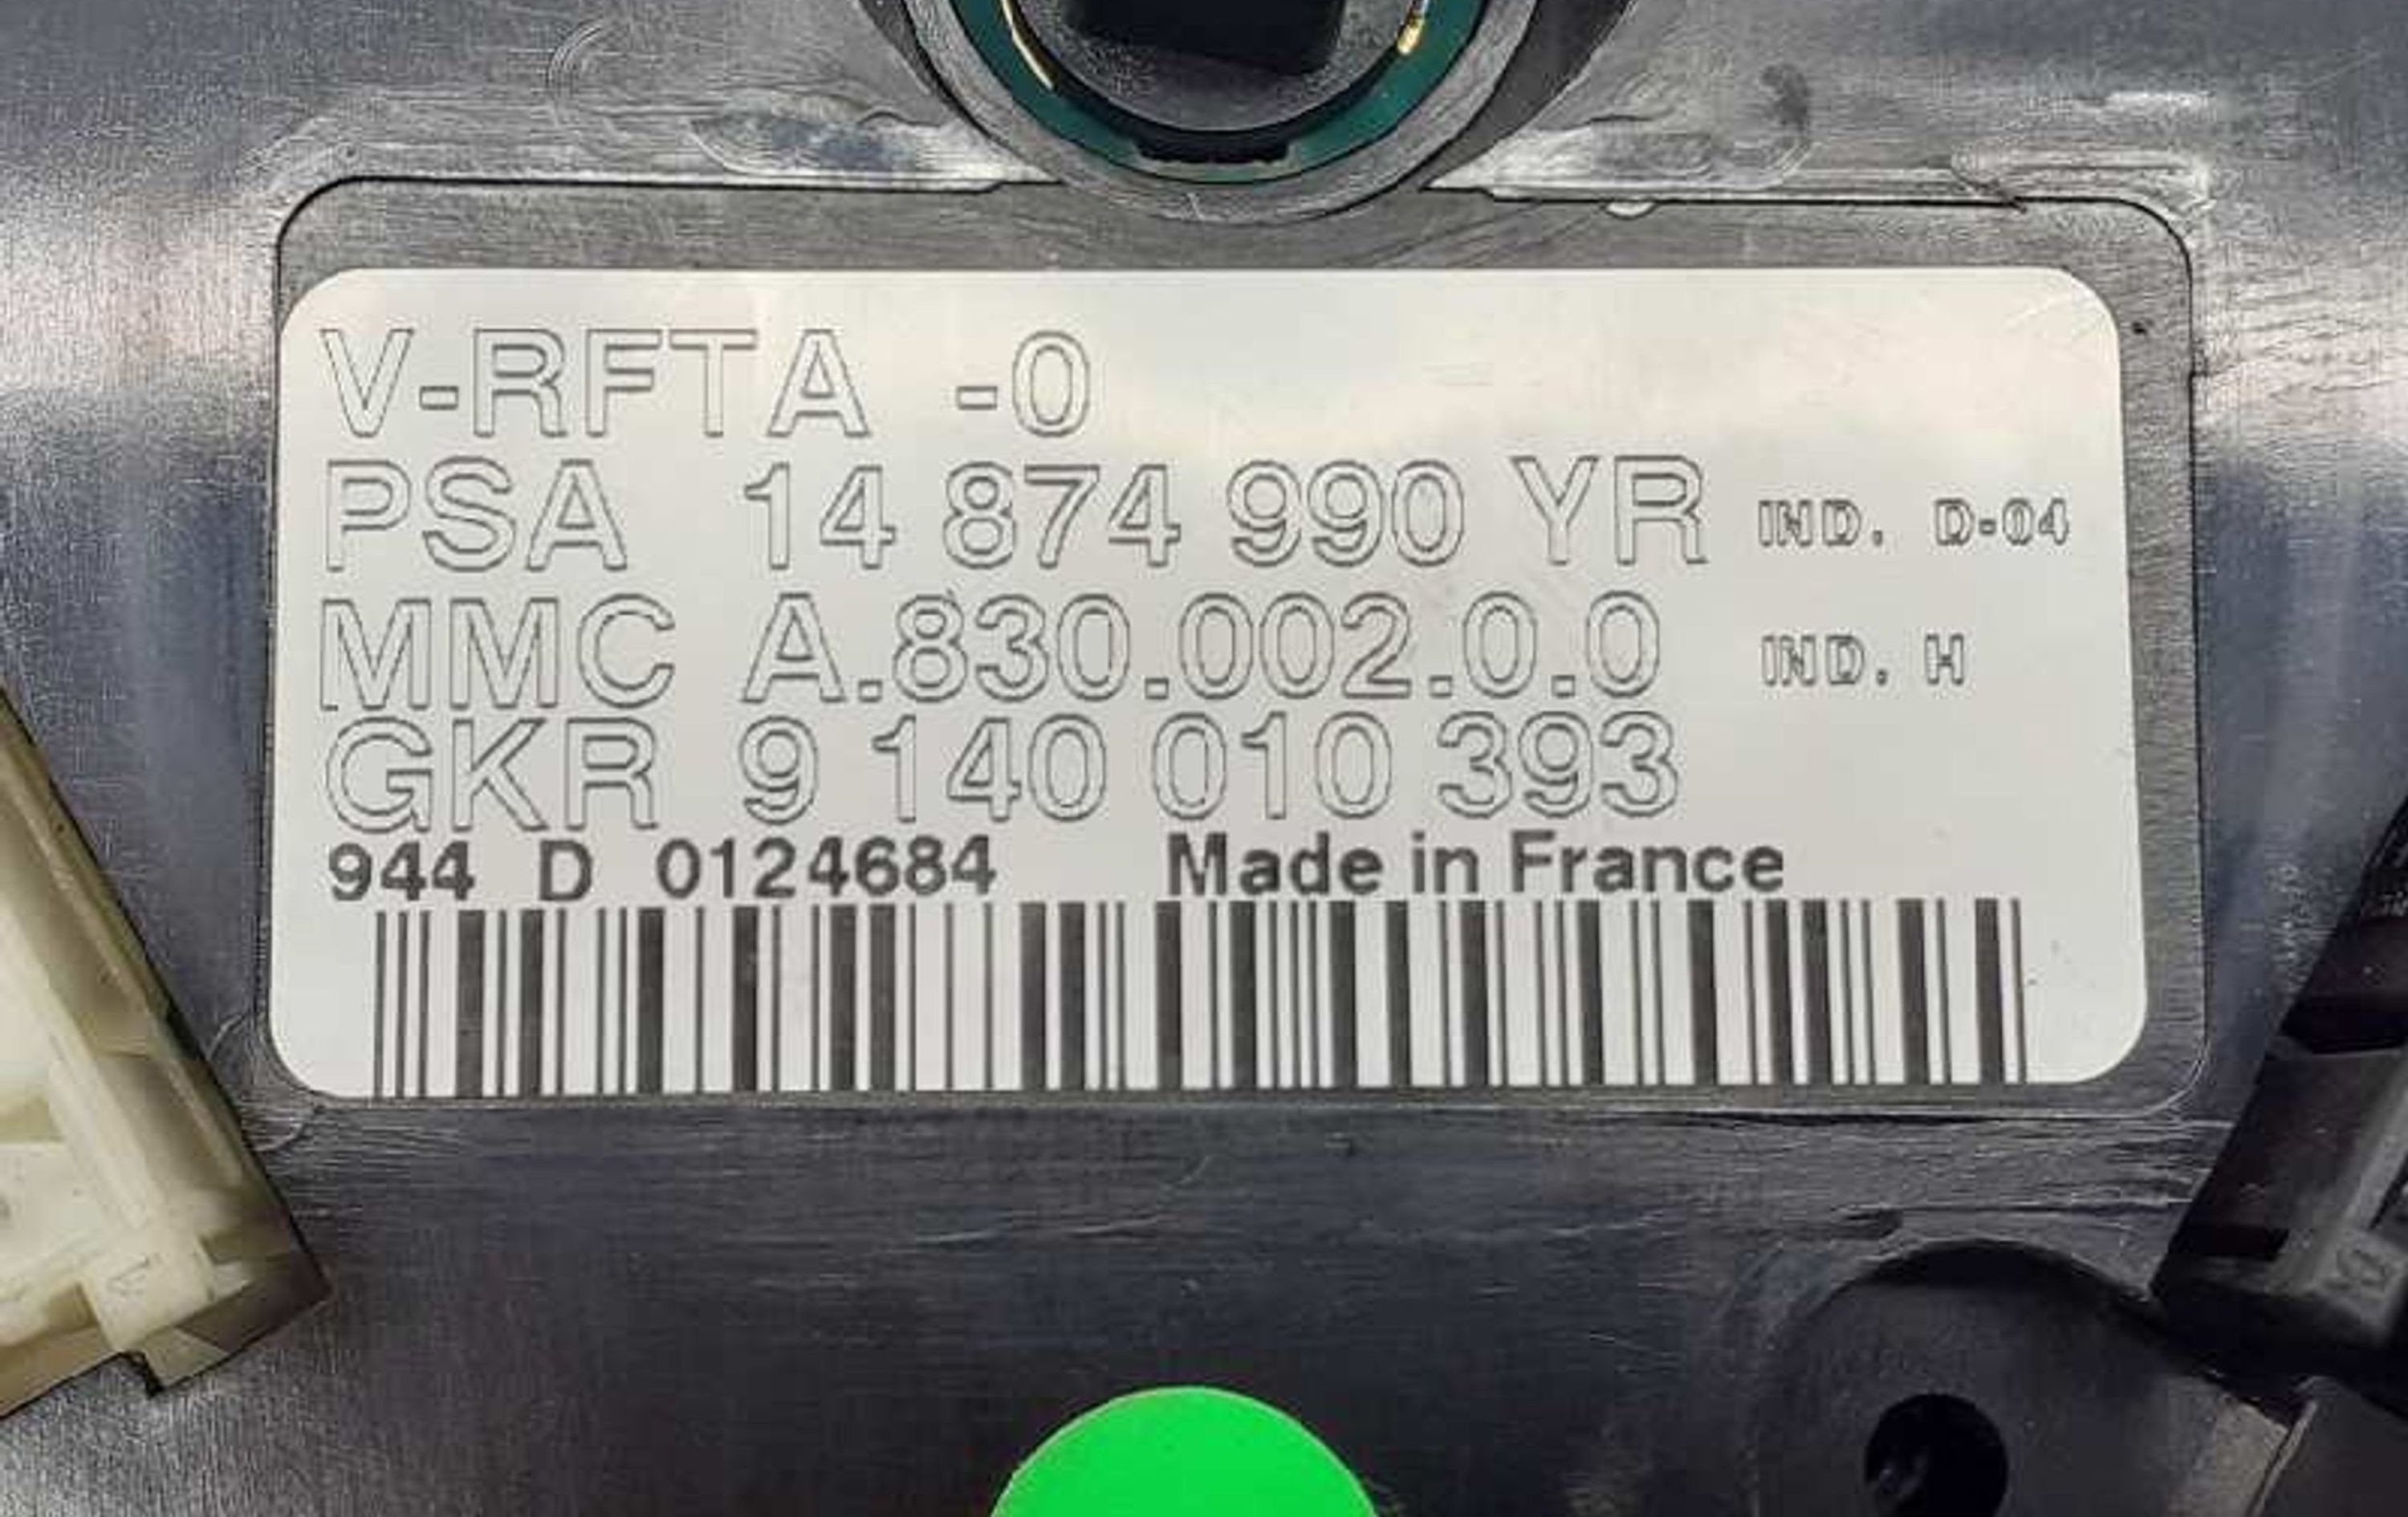 V-RFTA -0
PSA 14 874 990 YR IND. D-04
MMC A.830.002.0.0 IND. H
GKR 9 140 010 393
944 D 0124684 Made in France